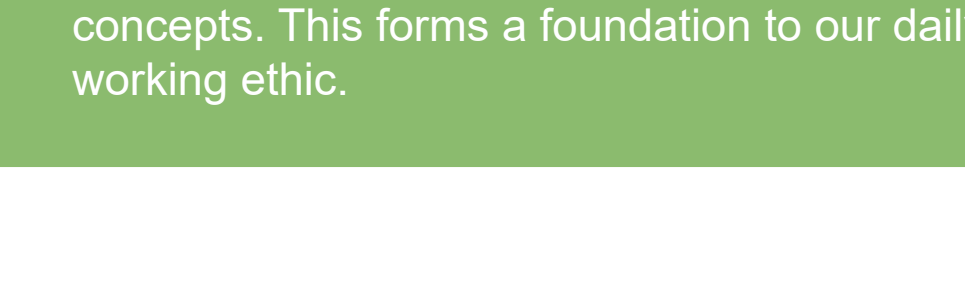 concepts. This forms a foundation to our dail
working ethic.